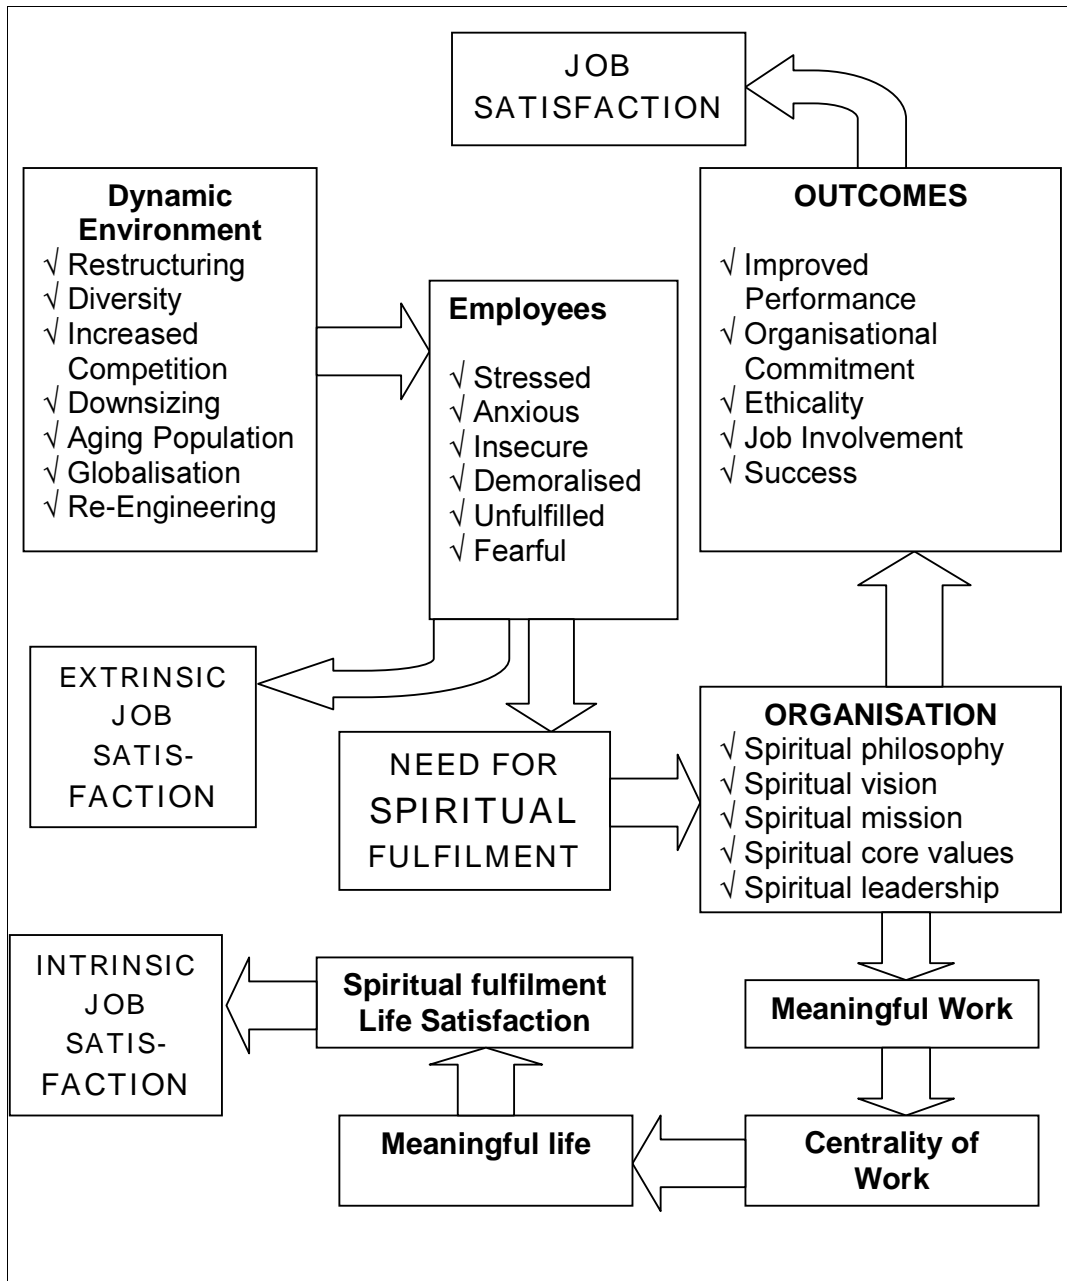 JOB
SATISFACTION
Dynamic
Environment
√ Restructuring
√ Diversity
√ Increased
Competition
√ Downsizing
√ Aging Population
√ Globalisation
√ Re-Engineering
Employees
√ Stressed
√ Anxious
√ Insecure
√ Demoralised
√ Unfulfilled
√ Fearful
OUTCOMES
√ Improved
Performance
√ Organisational
Commitment
√ Ethicality
√ Job Involvement
√ Success
EXTRINSIC
JOB
SATIS-
FACTION
NEED FOR
SPIRITUAL
FULFILMENT
ORGANISATION
√ Spiritual philosophy
√ Spiritual vision
√ Spiritual mission
√ Spiritual core values
√ Spiritual leadership
INTRINSIC
JOB
SATIS-
FACTION
Spiritual fulfilment
Life Satisfaction
Meaningful Work
Meaningful life
Centrality of
Work